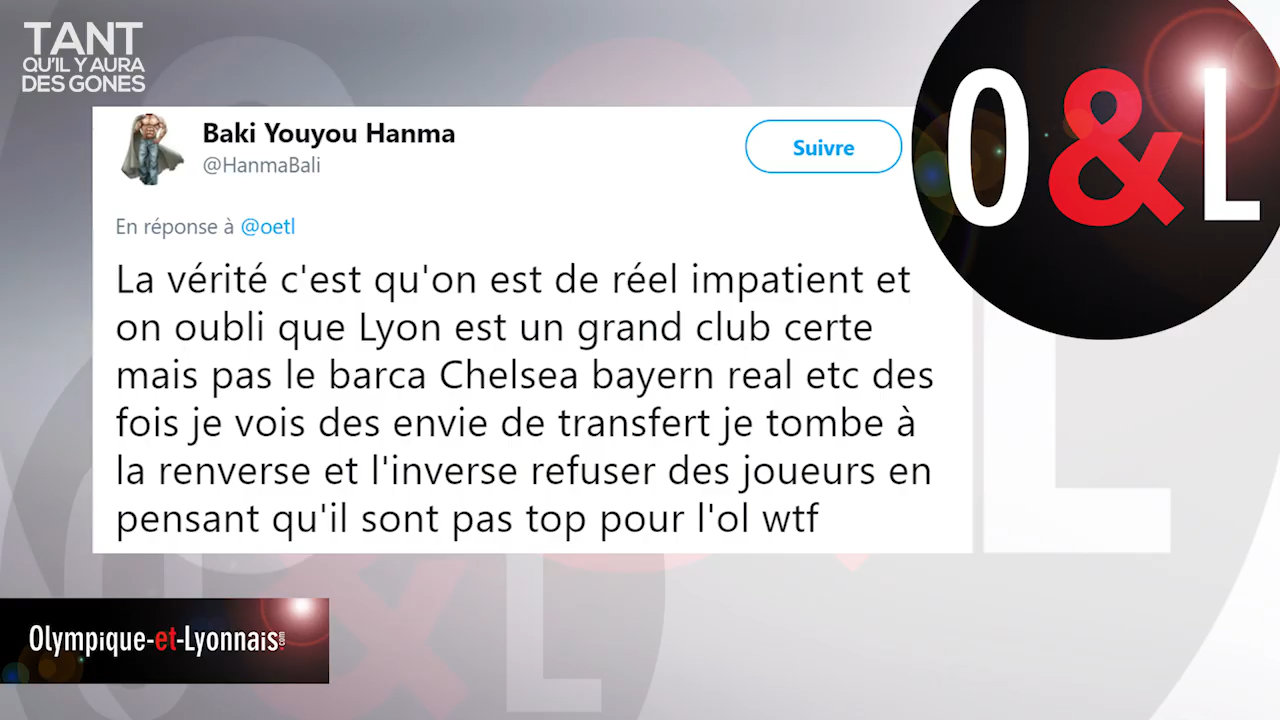 TANT
QU'IL Y AURA
DES GONES
O&L
Baki Youyou Hanma
@HanmaBali
Suivre
En réponse à @oetl
La vérité c'est qu'on est de réel impatient et
on oubli que Lyon est un grand club certe
mais pas le barca Chelsea bayern real etc des
fois je vois des envie de transfert je tombe à
la renverse et l'inverse refuser des joueurs en
pensant qu'il sont pas top pour l'ol wtf
Olympique-et-Lyonnais.com